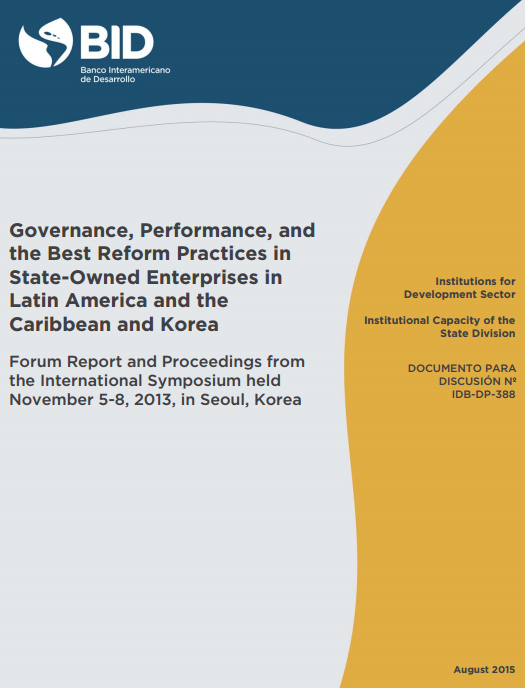 BID
Banco Interamericano
de Desarrollo
Governance, Performance, and
the Best Reform Practices in
State-Owned Enterprises in
Latin America and the
Caribbean and Korea
Forum Report and Proceedings from
the International Symposium held
November 5-8, 2013, in Seoul, Korea
Institutions for
Development Sector
Institutional Capacity of the
State Division
DOCUMENTO PARA
DISCUSIÓN Nº
IDB-DP-388
August 2015